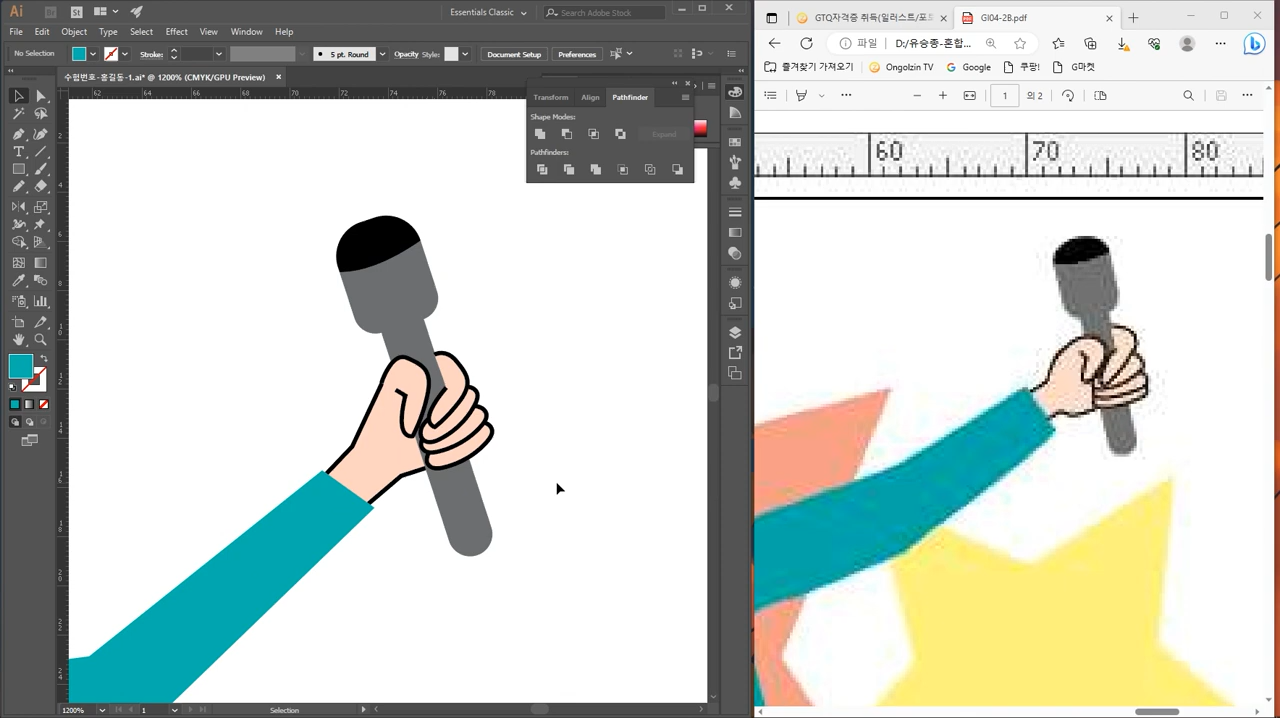 Ai
Br
St
Essentials Classic
Search Adobe Stock
File Edit Object Type Select Effect View Window Help
No Selection
Stroke:
5 pt. Round
Opacity
Style:
Document Setup
Preferences
수험번호-홍길동-1.ai* @ 1200% (CMYK/GPU Preview)
62 64 66 68 70 72 74 76 78
Transform
Align
Pathfinder
Shape Modes:
Expand
Pathfinders:
1200%
1
Selection
GTQ자격증 취득(일러스트/포토
GI04-2B.pdf
파일
D:/유승종-혼합...
즐겨찾기 가져오기
Ongolzin TV
Google
쿠팡!
G마켓
1
의 2
60 70 80